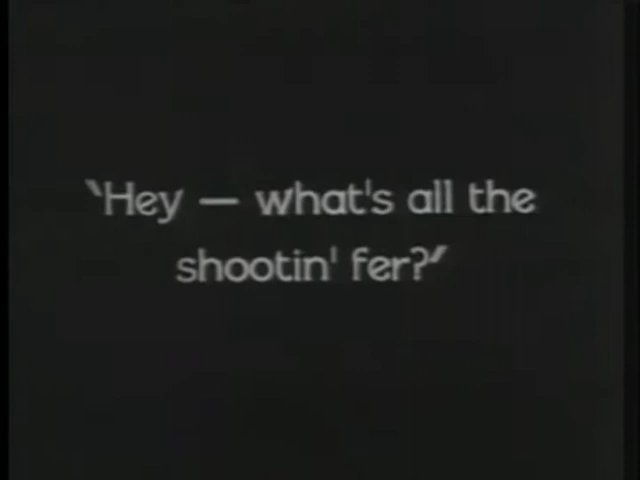 "Hey — what's all the
shootin' fer?"